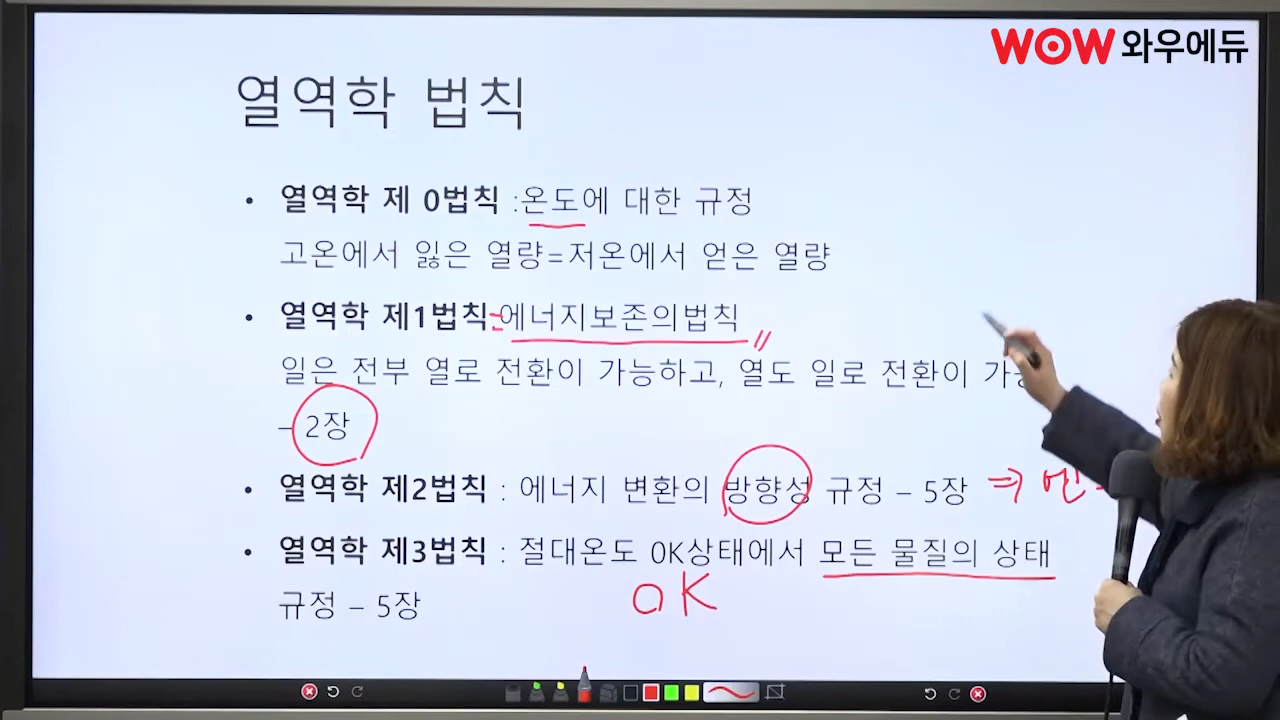 WOW 와우에듀
열역학 법칙
• 열역학 제 0법칙 :온도에 대한 규정
고온에서 잃은 열량=저온에서 얻은 열량
• 열역학 제1법칙:에너지보존의법칙
일은 전부 열로 전환이 가능하고, 열도 일로 전환이
– 2장
• 열역학 제2법칙 : 에너지 변환의 방향성 규정 – 5장 ⇒
• 열역학 제3법칙 : 절대온도 0K상태에서 모든 물질의 상태
규정 – 5장
0K